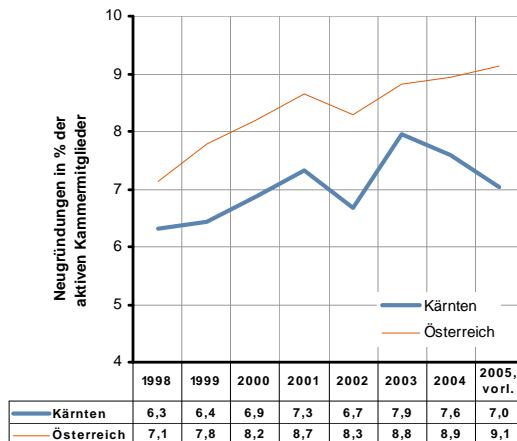 Neugründungen in % der
aktiven Kammermitglieder
10
9
8
7
6
5
4
Kärnten
Österreich
1998 1999 2000 2001 2002 2003 2004 2005, vorl.
Kärnten 6,3 6,4 6,9 7,3 6,7 7,9 7,6 7,0
Österreich 7,1 7,8 8,2 8,7 8,3 8,8 8,9 9,1